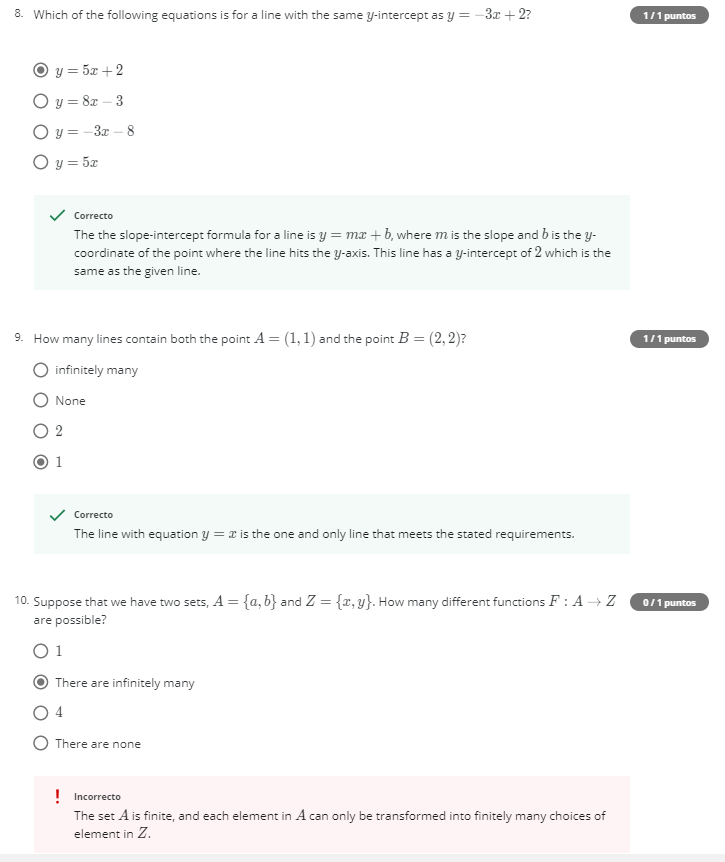 8. Which of the following equations is for a line with the same y-intercept as y = −3x + 2?
1 / 1 puntos
y = 5x + 2
y = 8x − 3
y = −3x − 8
y = 5x
Correcto
The the slope-intercept formula for a line is y = mx + b, where m is the slope and b is the y-
coordinate of the point where the line hits the y-axis. This line has a y-intercept of 2 which is the
same as the given line.
9. How many lines contain both the point A = (1, 1) and the point B = (2, 2)?
1 / 1 puntos
infinitely many
None
2
1
Correcto
The line with equation y = x is the one and only line that meets the stated requirements.
10. Suppose that we have two sets, A = {a, b} and Z = {x, y}. How many different functions F : A → Z
are possible?
0 / 1 puntos
1
There are infinitely many
4
There are none
Incorrecto
The set A is finite, and each element in A can only be transformed into finitely many choices of
element in Z.